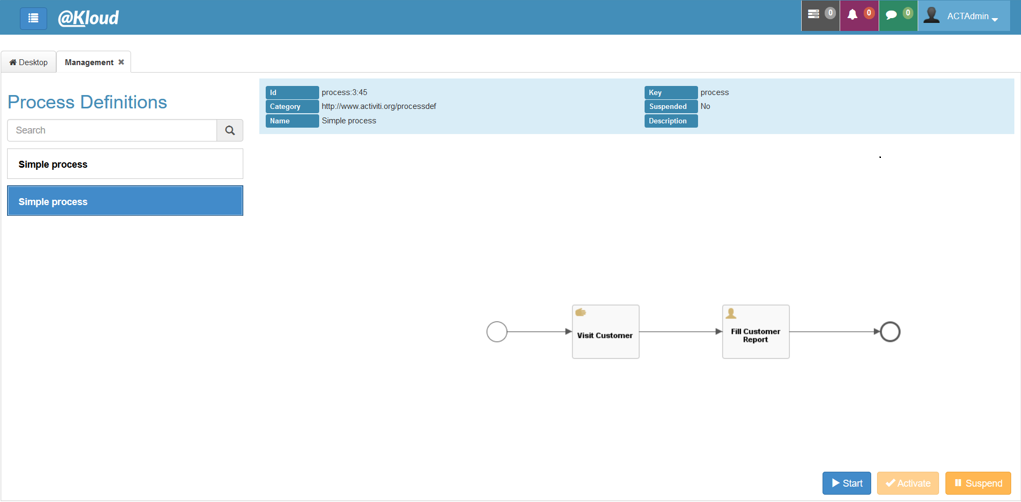 @Kloud
0
0
0
ACTAdmin
Desktop
Management
Process Definitions
Search
Simple process
Simple process
Id process:3:45
Category http://www.activiti.org/processdef
Name Simple process
Key process
Suspended No
Description
Visit Customer
Fill Customer
Report
Start
Activate
Suspend